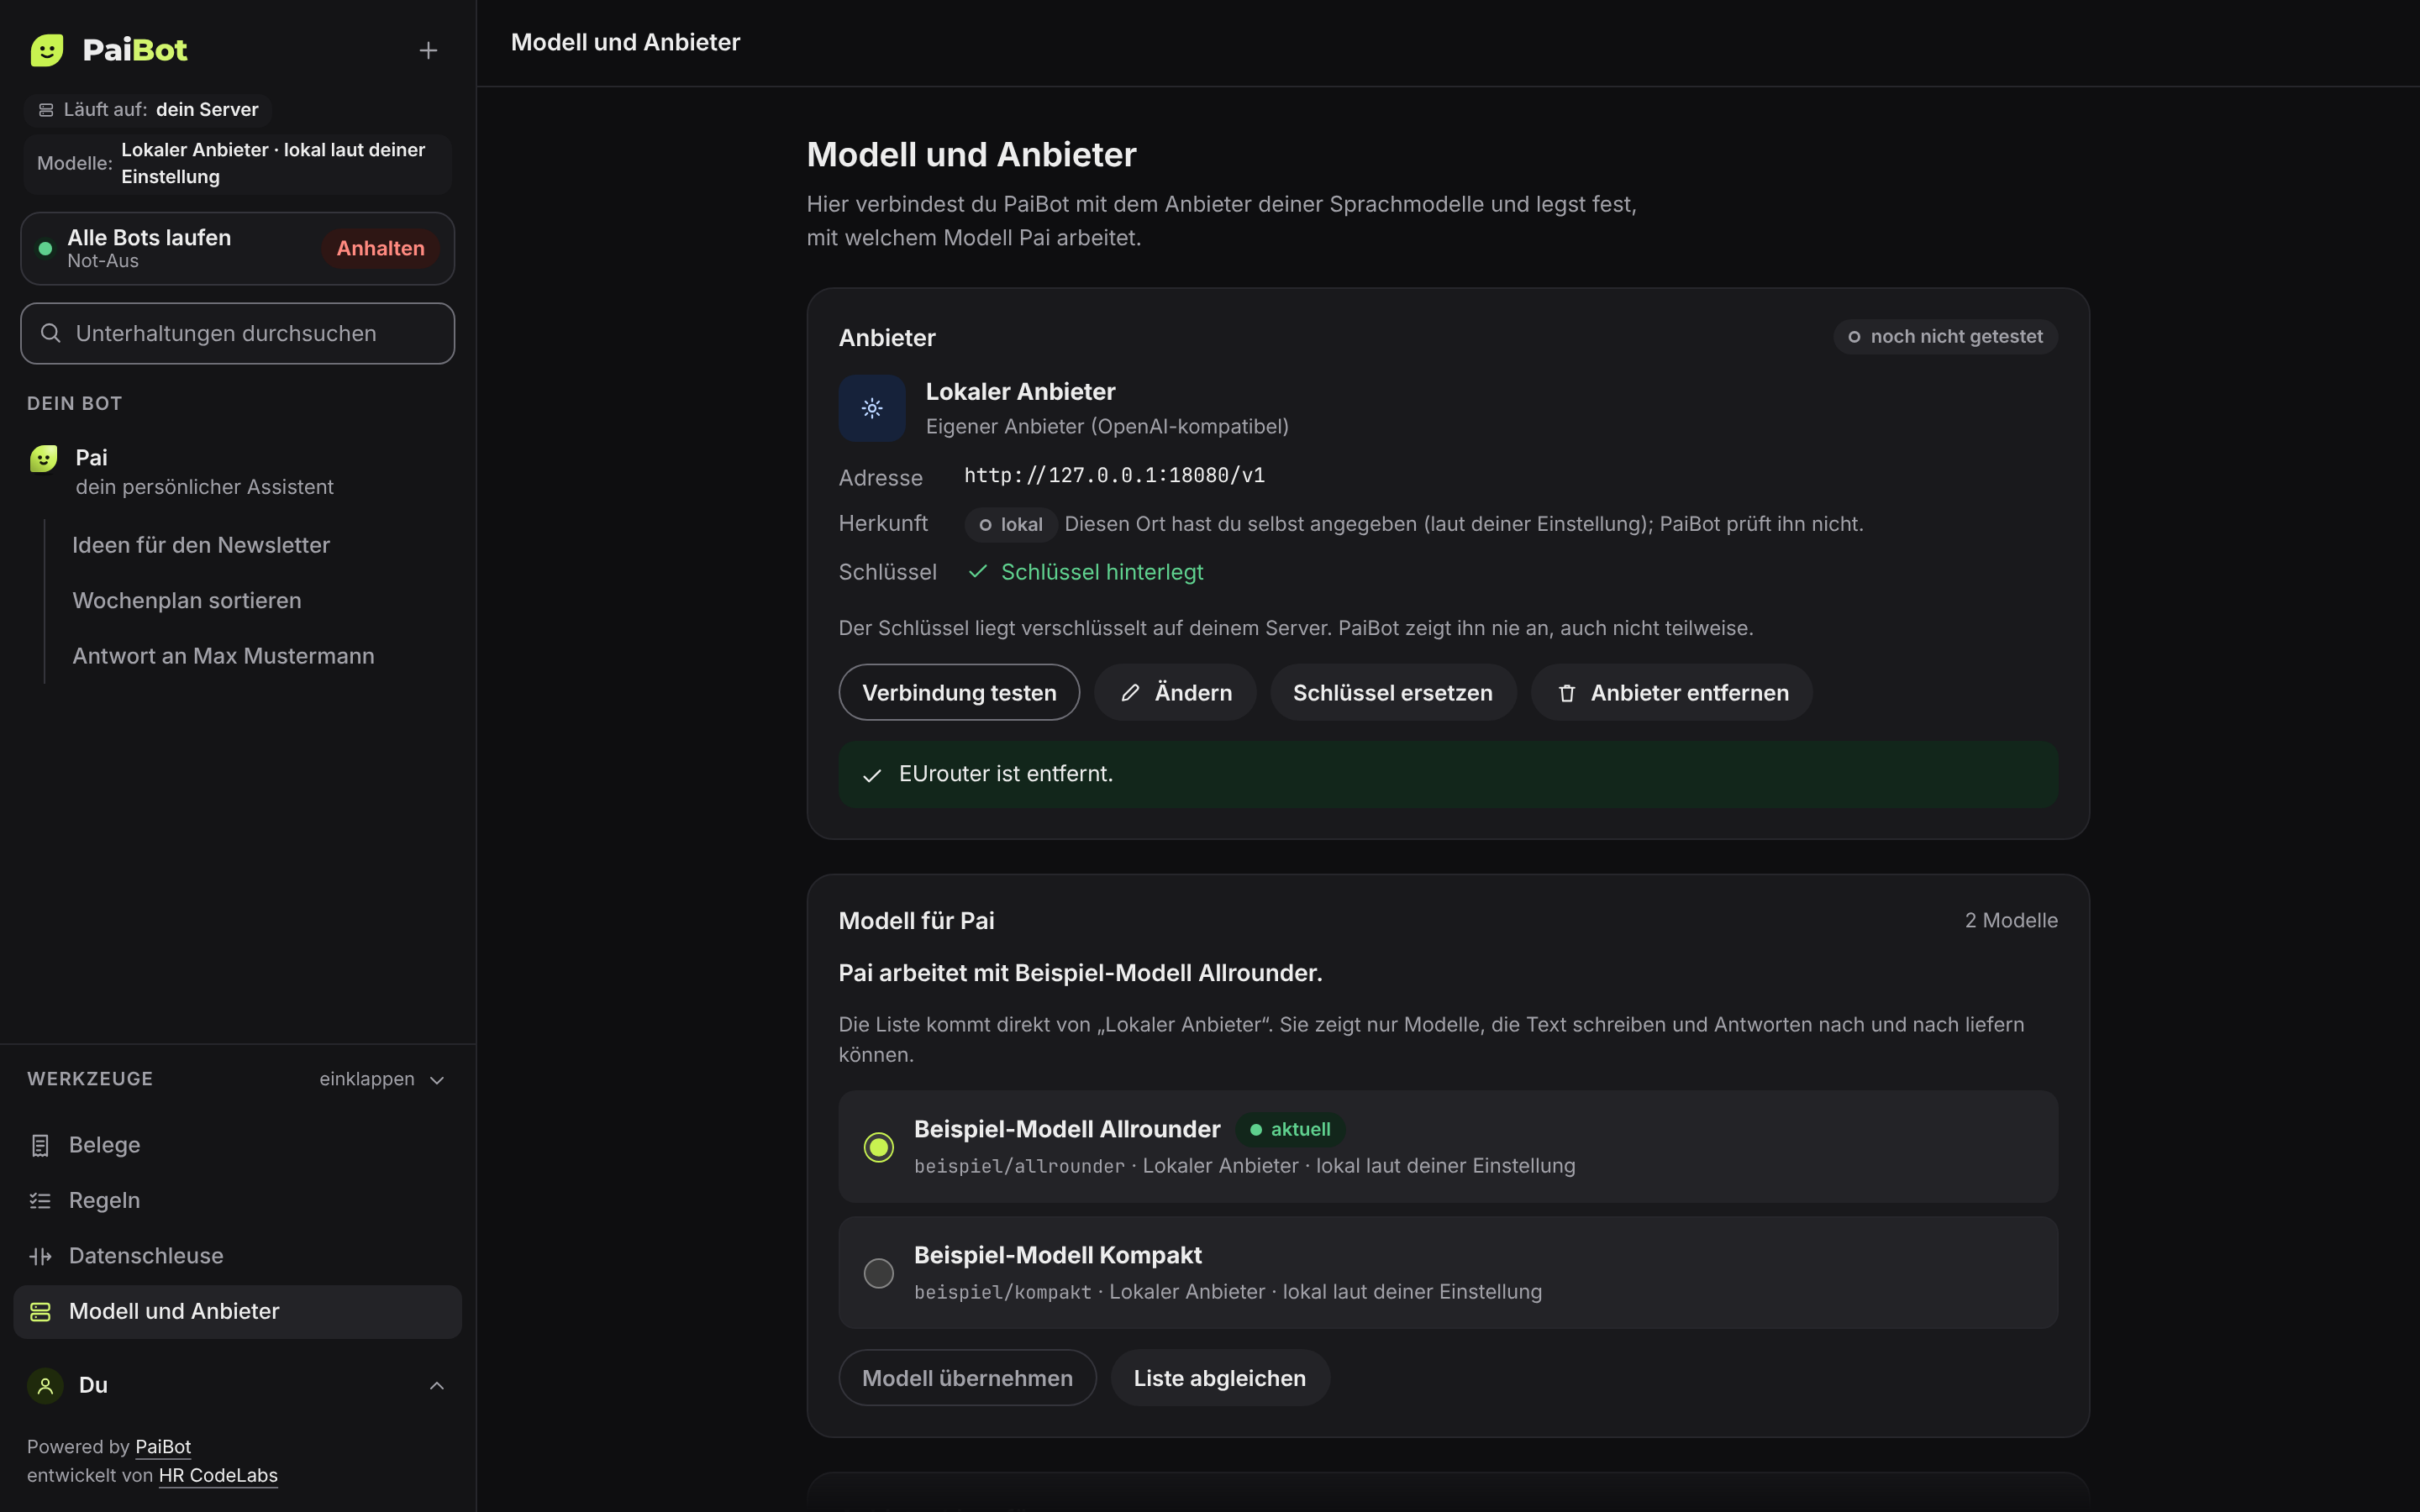 PaiBot
Läuft auf: dein Server
Modelle: Lokaler Anbieter · lokal laut deiner
Einstellung
Alle Bots laufen
Not-Aus
Anhalten
Unterhaltungen durchsuchen
DEIN BOT
Pai
dein persönlicher Assistent
Ideen für den Newsletter
Wochenplan sortieren
Antwort an Max Mustermann
WERKZEUGE
einklappen
Belege
Regeln
Datenschleuse
Modell und Anbieter
Du
Powered by PaiBot
entwickelt von HR CodeLabs
Modell und Anbieter
Modell und Anbieter
Hier verbindest du PaiBot mit dem Anbieter deiner Sprachmodelle und legst fest,
mit welchem Modell Pai arbeitet.
Anbieter
noch nicht getestet
Lokaler Anbieter
Eigener Anbieter (OpenAI-kompatibel)
Adresse http://127.0.0.1:18080/v1
Herkunft lokal Diesen Ort hast du selbst angegeben (laut deiner Einstellung); PaiBot prüft ihn nicht.
Schlüssel Schlüssel hinterlegt
Der Schlüssel liegt verschlüsselt auf deinem Server. PaiBot zeigt ihn nie an, auch nicht teilweise.
Verbindung testen Ändern Schlüssel ersetzen Anbieter entfernen
EUrouter ist entfernt.
Modell für Pai
2 Modelle
Pai arbeitet mit Beispiel-Modell Allrounder.
Die Liste kommt direkt von „Lokaler Anbieter“. Sie zeigt nur Modelle, die Text schreiben und Antworten nach und nach liefern
können.
Beispiel-Modell Allrounder aktuell
beispiel/allrounder · Lokaler Anbieter · lokal laut deiner Einstellung
Beispiel-Modell Kompakt
beispiel/kompakt · Lokaler Anbieter · lokal laut deiner Einstellung
Modell übernehmen Liste abgleichen